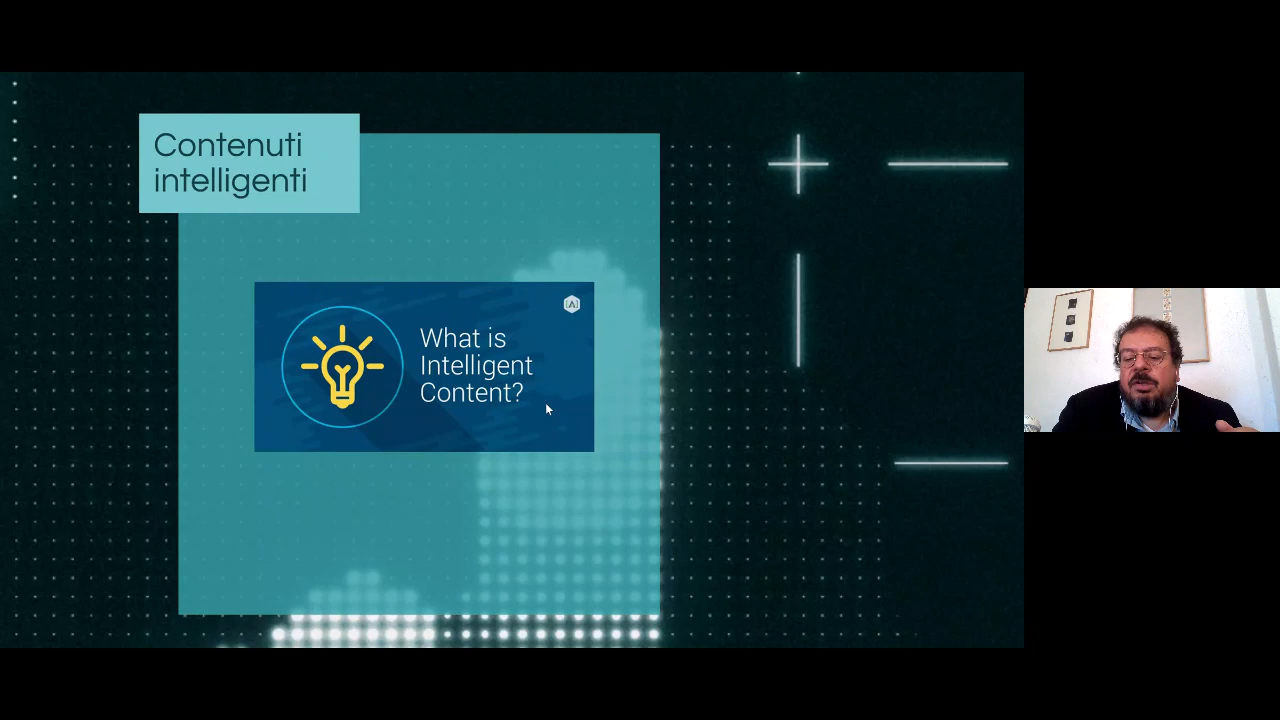 Contenuti
intelligenti
[A]
What is
Intelligent
Content?